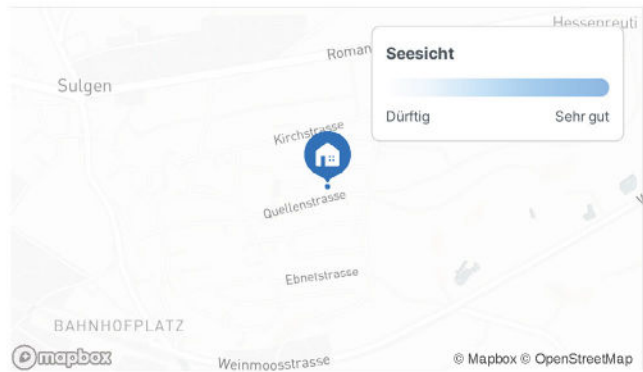 Hessenreuti
Roman
Seesicht
Sulgen
Dürftig Sehr gut
Kirchstrasse
Quellenstrasse
Ebnetstrasse
BAHNHOFPLATZ
mapbox
Weinmoosstrasse
© Mapbox © OpenStreetMap